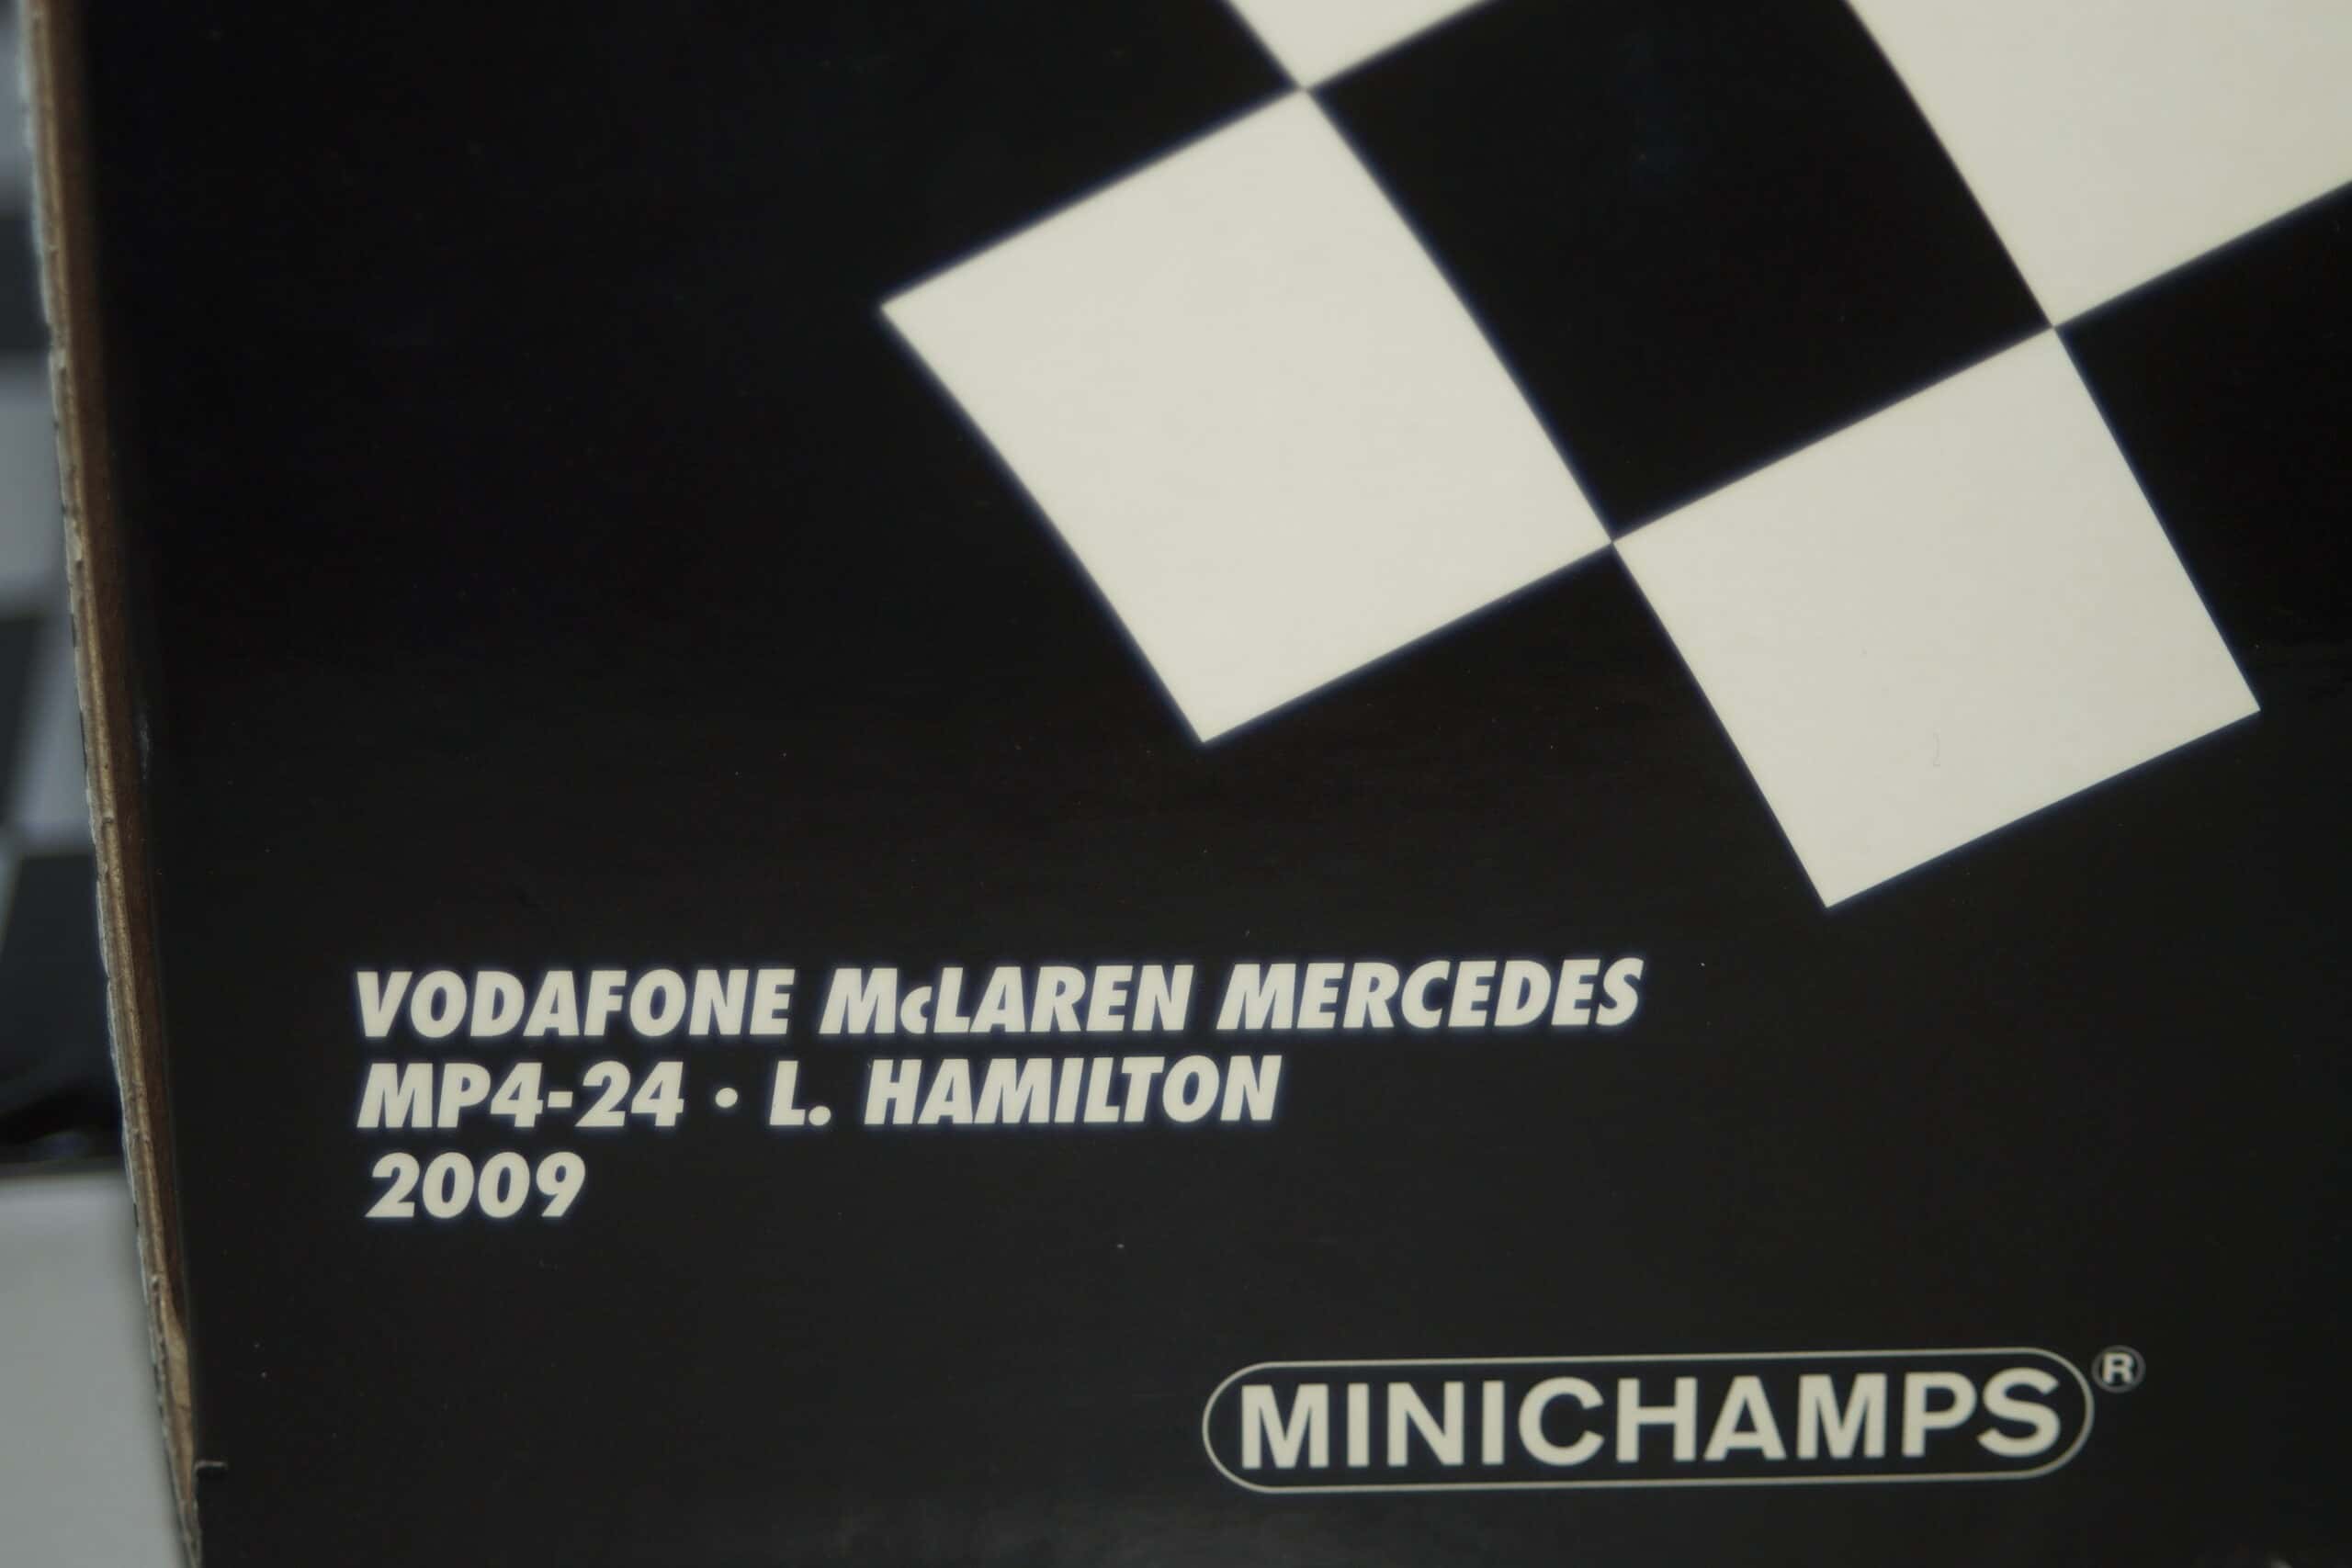 VODAFONE McLAREN MERCEDES
MP4-24 • L. HAMILTON
2009
MINICHAMPS®